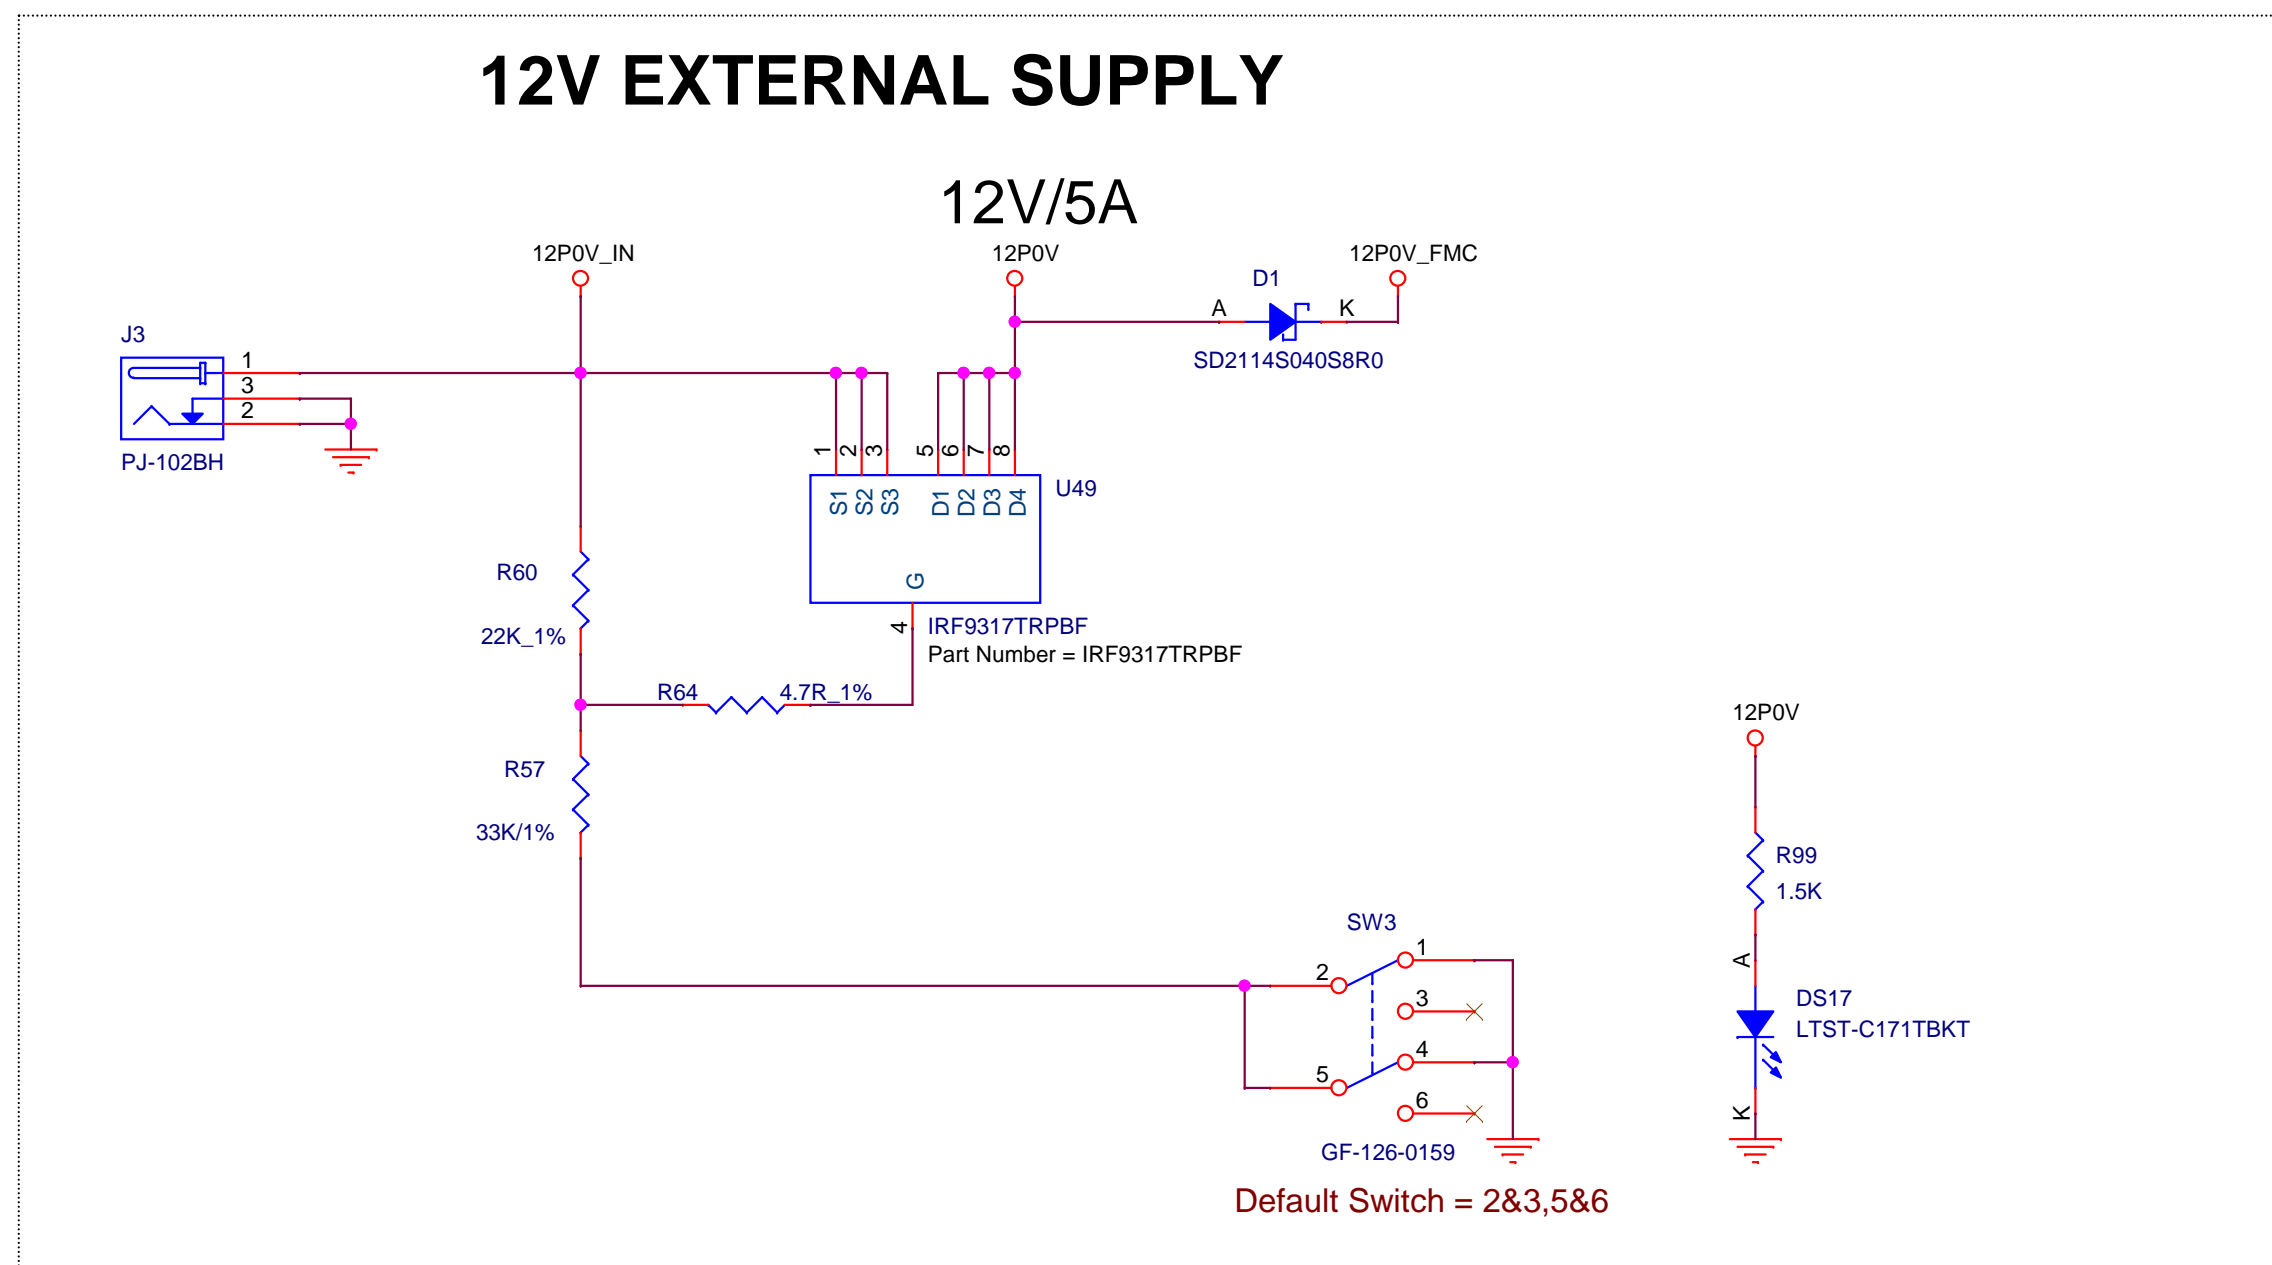 12V EXTERNAL SUPPLY
12V/5A
12P0V_IN
12P0V
12P0V_FMC
D1
A
K
SD2114S040S8R0
J3
1
3
2
PJ-102BH
1
2
3
5
6
7
8
S1
S2
S3
D1
D2
D3
D4
U49
G
4
IRF9317TRPBF
Part Number = IRF9317TRPBF
R60
22K_1%
R64
4.7R_1%
R57
33K/1%
12P0V
R99
1.5K
A
DS17
LTST-C171TBKT
K
SW3
1
2
3
4
5
6
GF-126-0159
Default Switch = 2&3,5&6